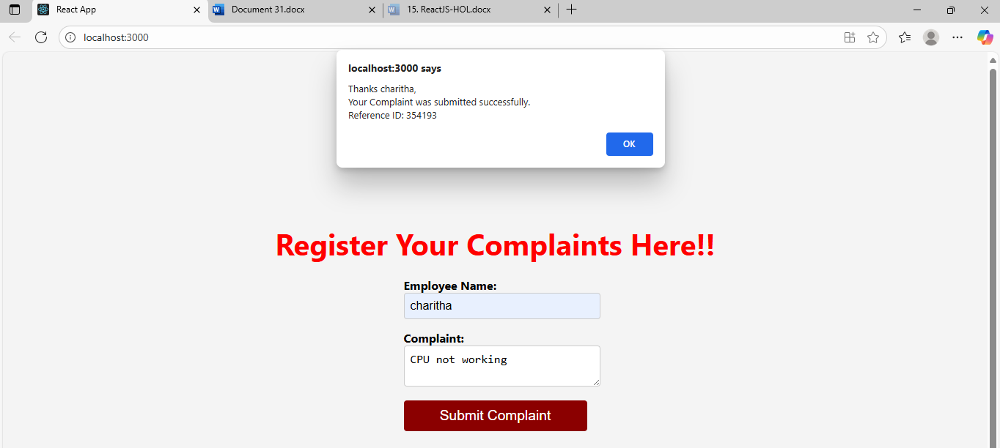 React App
Document 31.docx
15. ReactJS-HOL.docx
localhost:3000
localhost:3000 says
Thanks charitha,
Your Complaint was submitted successfully.
Reference ID: 354193
OK
Register Your Complaints Here!!
Employee Name:
charitha
Complaint:
CPU not working
Submit Complaint